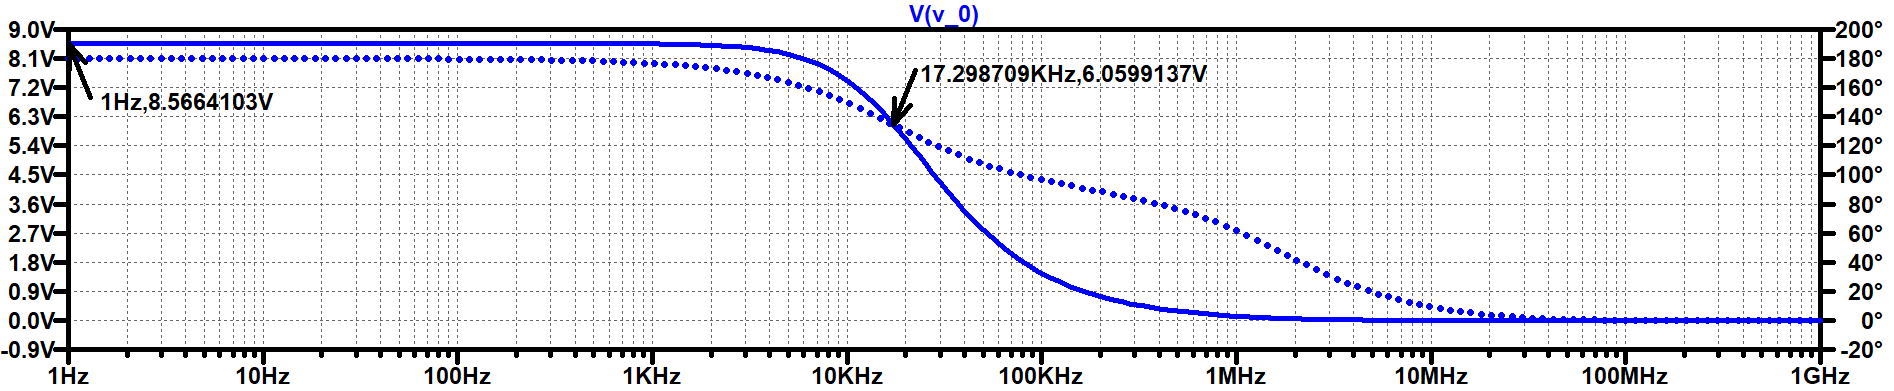 V(v_0)
9.0V
8.1V
7.2V
6.3V
5.4V
4.5V
3.6V
2.7V
1.8V
0.9V
0.0V
-0.9V
1Hz,8.5664103V
17.298709KHz,6.0599137V
200°
180°
160°
140°
120°
100°
80°
60°
40°
20°
0°
-20°
1Hz 10Hz 100Hz 1KHz 10KHz 100KHz 1MHz 10MHz 100MHz 1GHz